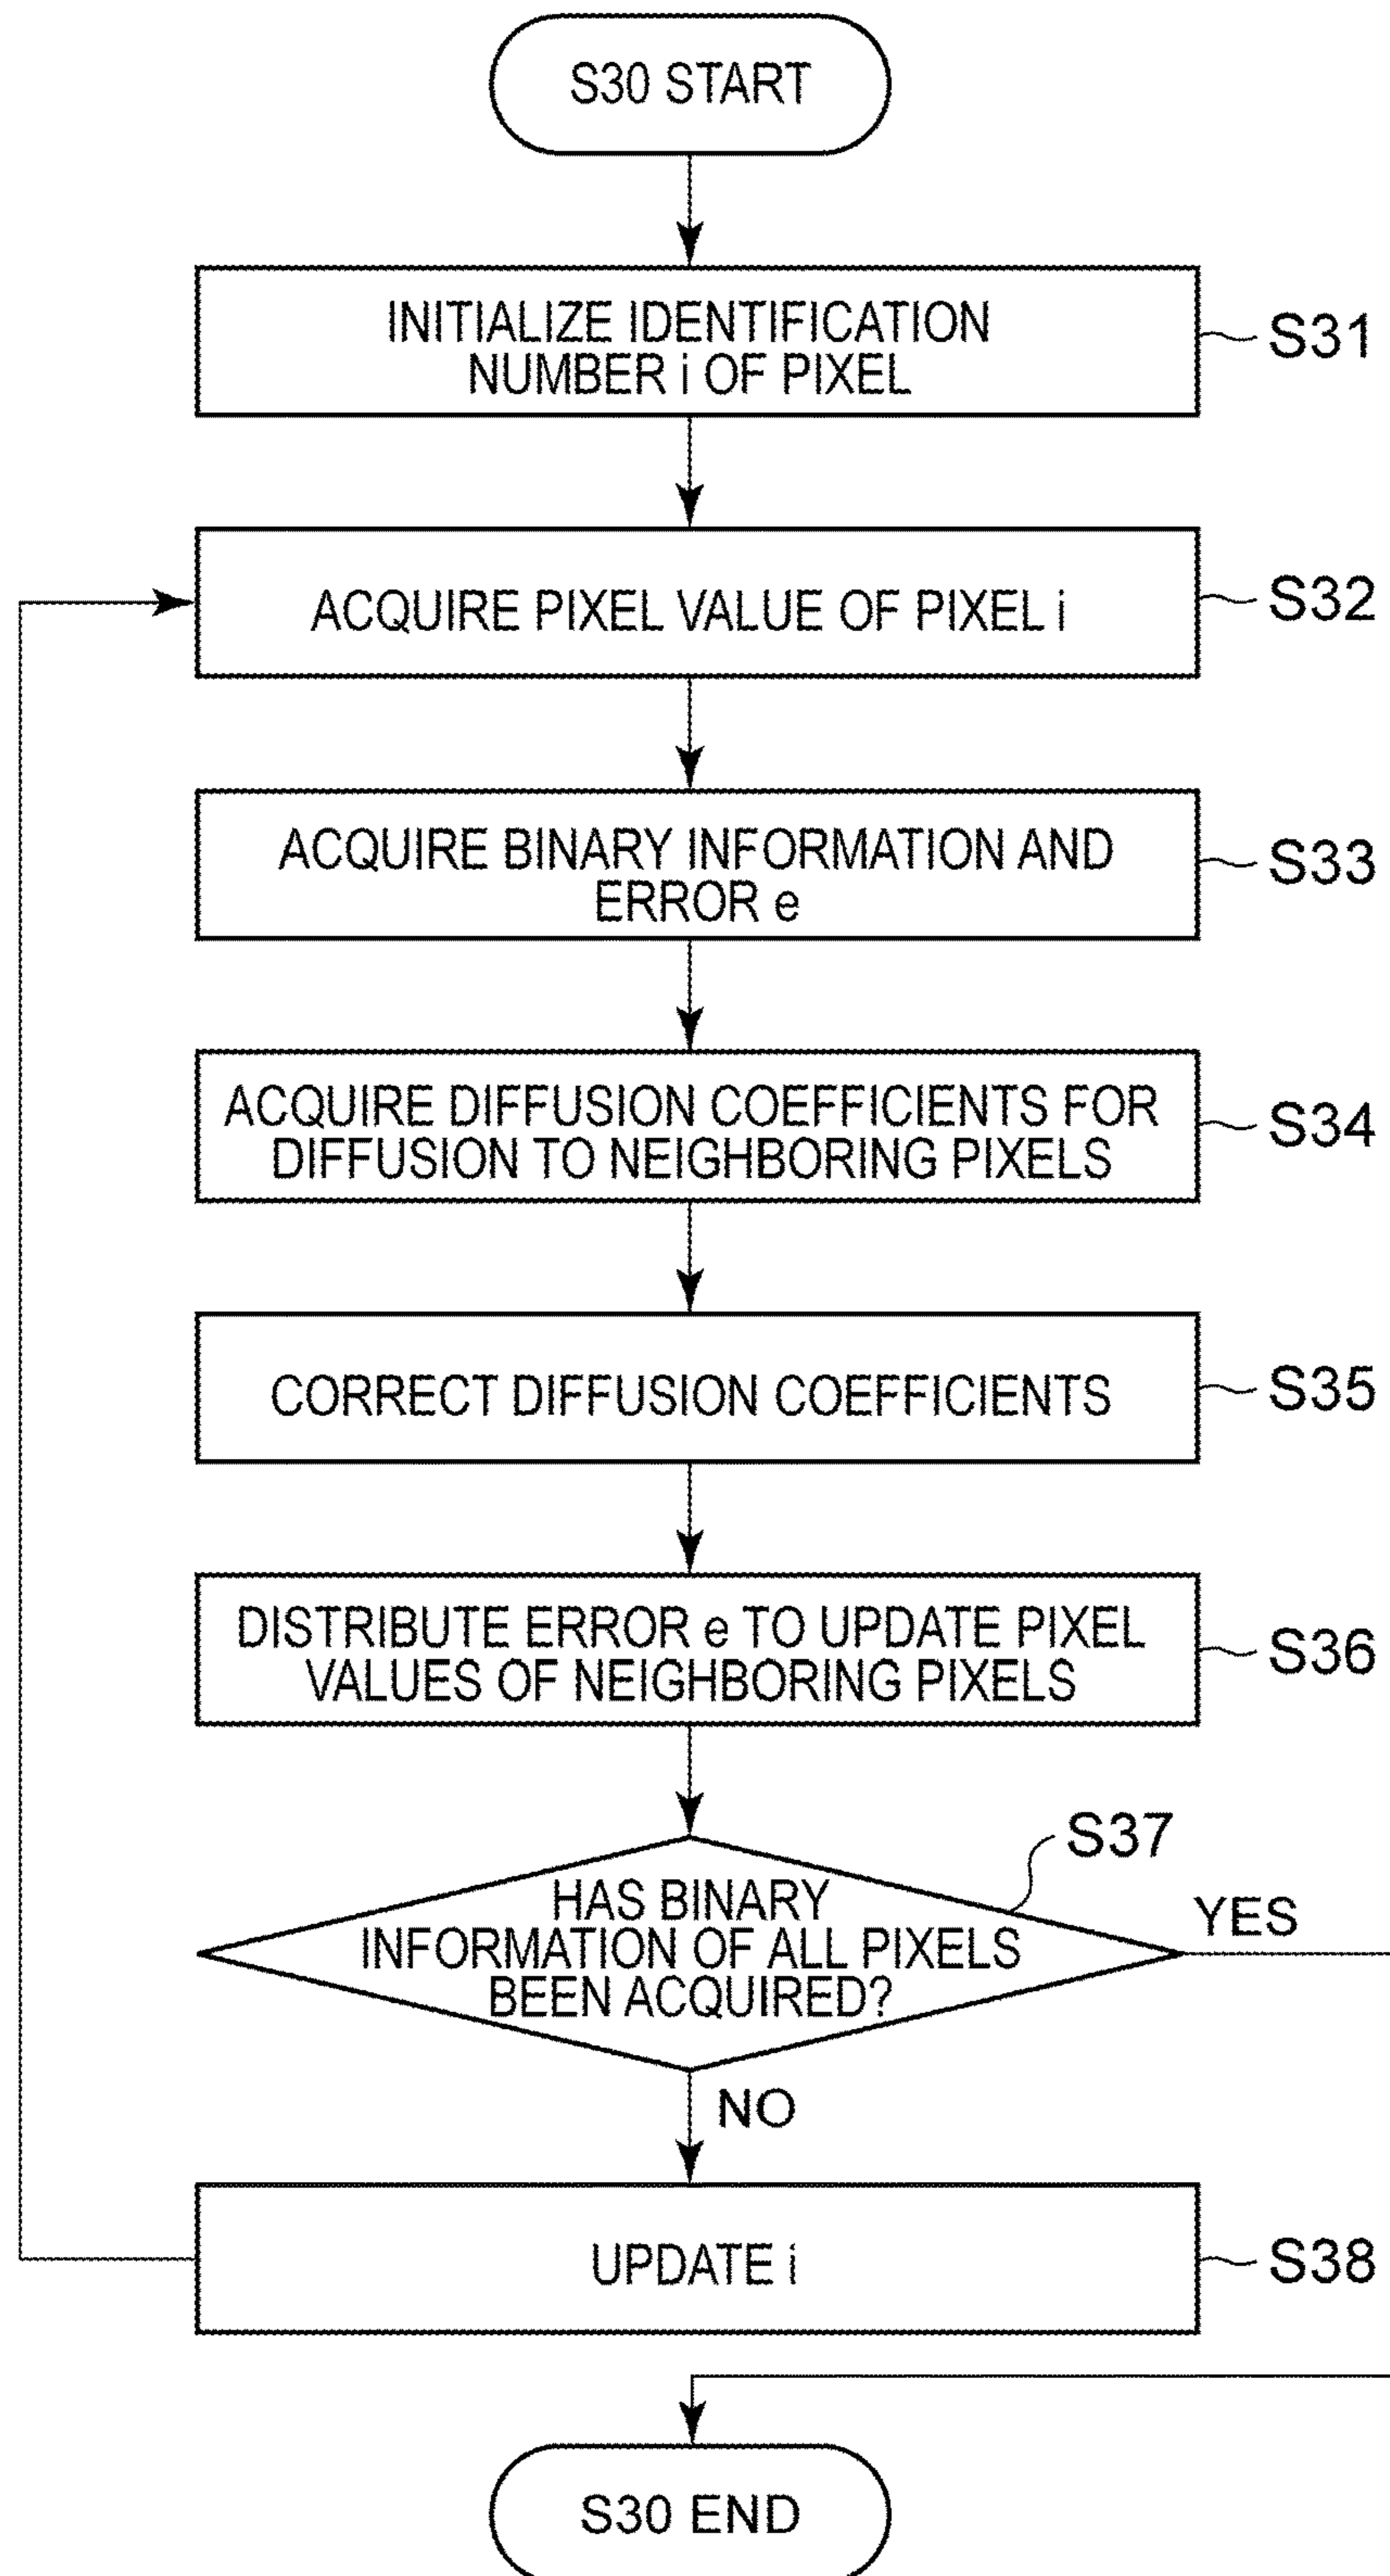 S30 START
INITIALIZE IDENTIFICATION
NUMBER i OF PIXEL
S31
ACQUIRE PIXEL VALUE OF PIXEL i
S32
ACQUIRE BINARY INFORMATION AND
ERROR e
S33
ACQUIRE DIFFUSION COEFFICIENTS FOR
DIFFUSION TO NEIGHBORING PIXELS
S34
CORRECT DIFFUSION COEFFICIENTS
S35
DISTRIBUTE ERROR e TO UPDATE PIXEL
VALUES OF NEIGHBORING PIXELS
S36
S37
HAS BINARY
INFORMATION OF ALL PIXELS
BEEN ACQUIRED?
YES
NO
UPDATE i
S38
S30 END